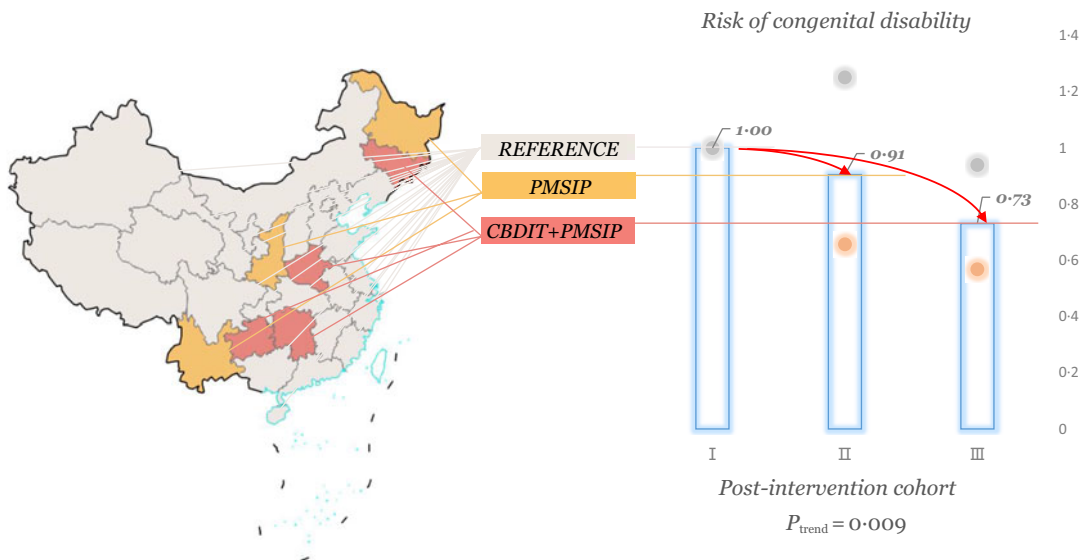 Risk of congenital disability
1·4
1·2
1
0·8
0·6
0·4
0·2
0
REFERENCE
PMSIP
CBDIT+PMSIP
1·00
0·91
0·73
Ⅰ
Ⅱ
Ⅲ
Post-intervention cohort
Ptrend = 0·009